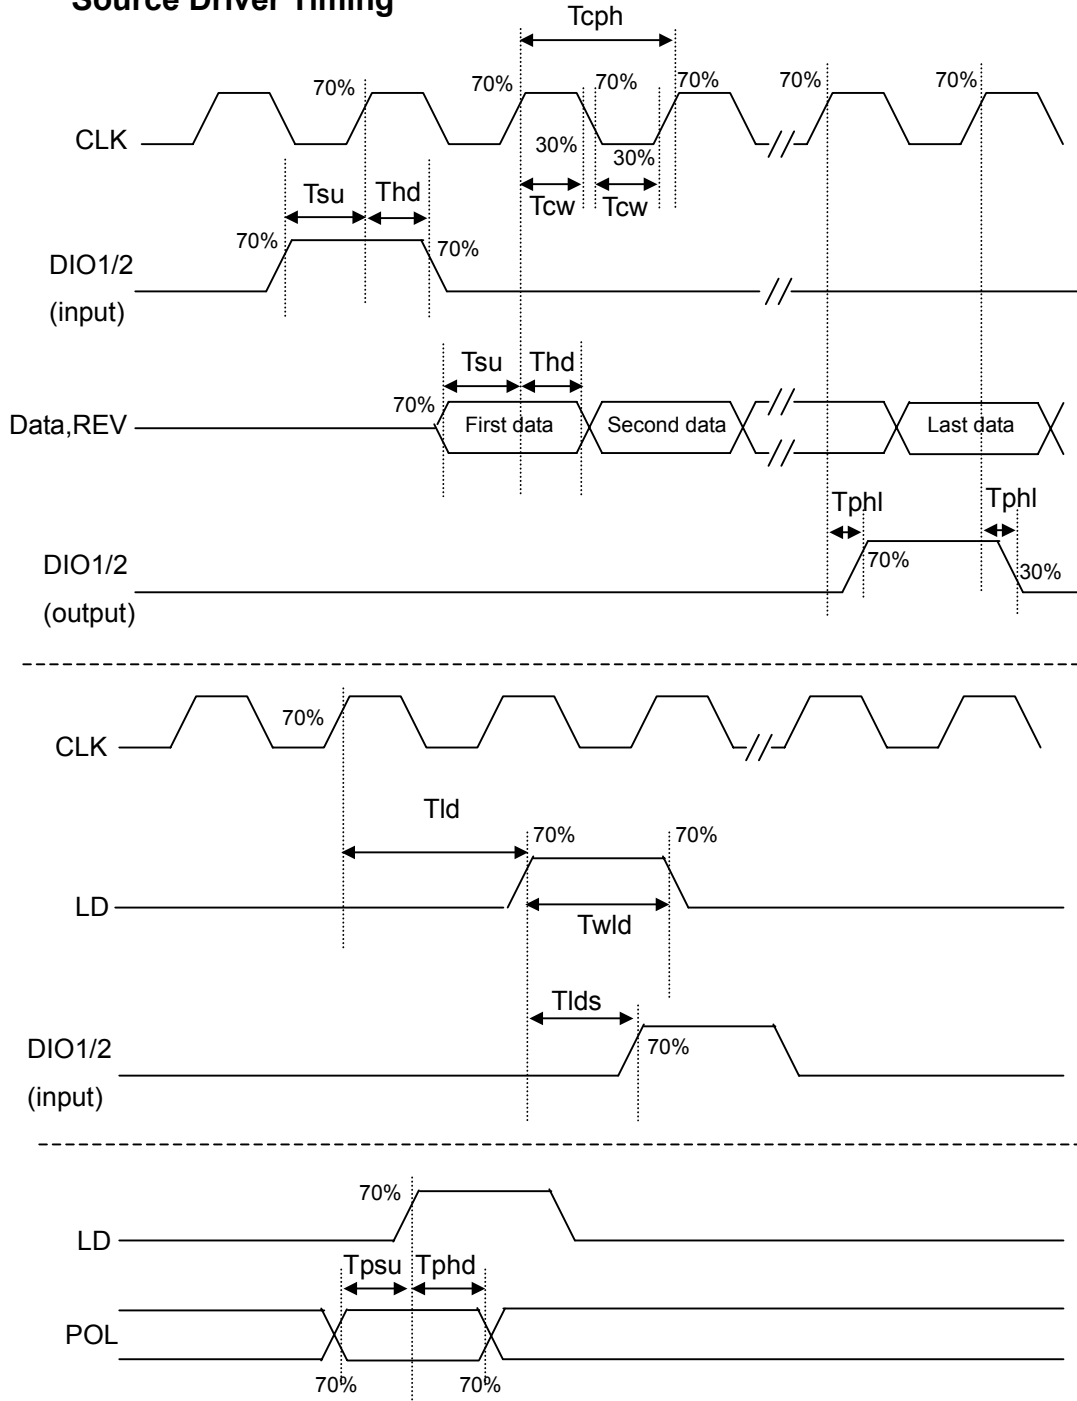 Source Driver Timing
Tcph
70% 70% 70% 70% 70% 70%
CLK
30% 30%
Tsu Thd Tcw Tcw
70% 70%
DIO1/2
(input)
Tsu Thd
70%
Data,REV First data Second data Last data
Tphl Tphl
DIO1/2 70% 30%
(output)
70%
CLK
Tld
70% 70%
LD
Twld
Tlds
DIO1/2 70%
(input)
70%
LD
Tpsu Tphd
POL
70% 70%